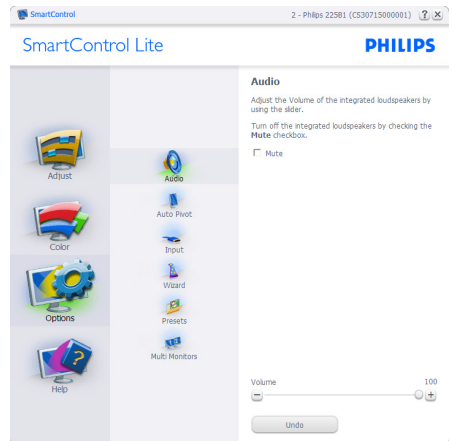 SmartControl
2 - Philips 225B1 (CS30715000001) ? X
SmartControl Lite
PHILIPS
Adjust
Color
Options
Help
Audio
Auto Pivot
Input
Wizard
Presets
Multi Monitors
Audio
Adjust the Volume of the integrated loudspeakers by
using the slider.
Turn off the integrated loudspeakers by checking the
Mute checkbox.
Mute
Volume 100
Undo